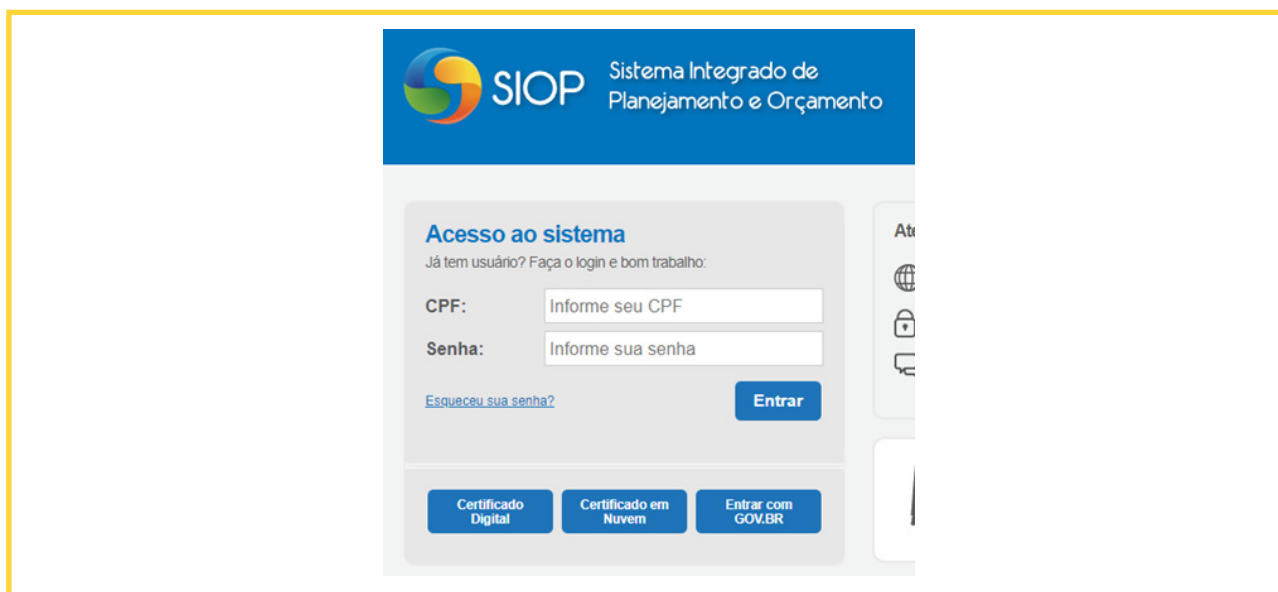 SIOP
Sistema Integrado de
Planejamento e Orçamento
Acesso ao sistema
Já tem usuário? Faça o login e bom trabalho:
CPF:
Informe seu CPF
Senha:
Informe sua senha
Esqueceu sua senha?
Entrar
Certificado
Digital
Certificado em
Nuvem
Entrar com
GOV.BR